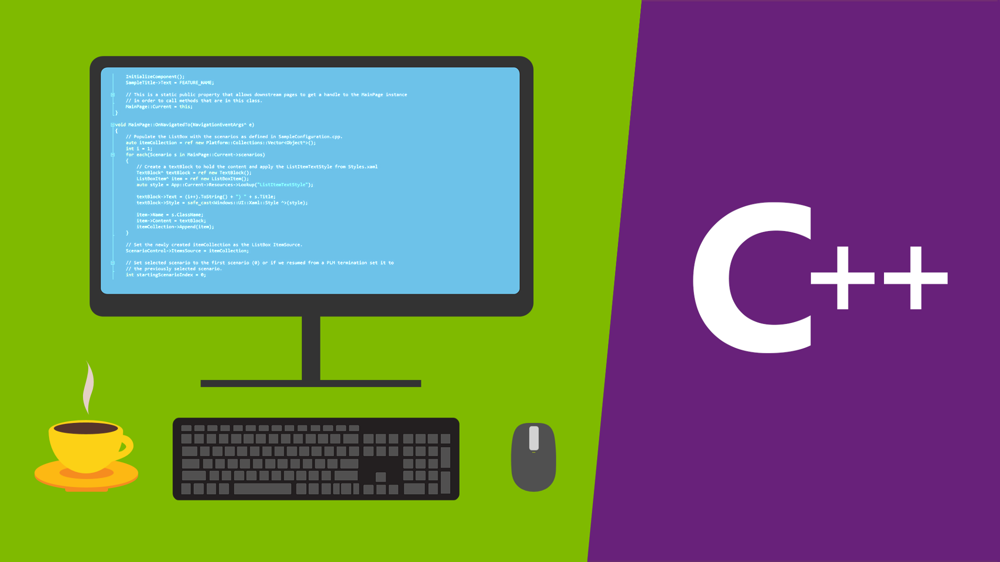 InitializeComponent();
SampleTitle->Text = FEATURE_NAME;
// This is a static public property that allows downstream pages to get a handle to the MainPage instance
// in order to call methods that are in this class.
MainPage::Current = this;
}
void MainPage::OnNavigatedTo(NavigationEventArgs^ e)
{
// Populate the ListBox with the scenarios as defined in SampleConfiguration.cpp.
auto itemCollection = ref new Platform::Collections::Vector<Object^>();
int i = 1;
for each(Scenario s in MainPage::Current->scenarios)
{
// Create a textBlock to hold the content and apply the ListItemTextStyle from Styles.xaml
TextBlock^ textBlock = ref new TextBlock();
ListBoxItem^ item = ref new ListBoxItem();
auto style = App::Current->Resources->Lookup("ListItemTextStyle");
textBlock->Text = (i++).ToString() + ") " + s.Title;
textBlock->Style = safe_cast<Windows::UI::Xaml::Style ^>(style);
item->Name = s.ClassName;
item->Content = textBlock;
itemCollection->Append(item);
}
// Set the newly created itemCollection as the ListBox ItemSource.
ScenarioControl->ItemsSource = itemCollection;
// Set selected scenario to the first scenario (0) or if we resumed from a PLM termination set it to
// the previously selected scenario.
int startingScenarioIndex = 0;
C++